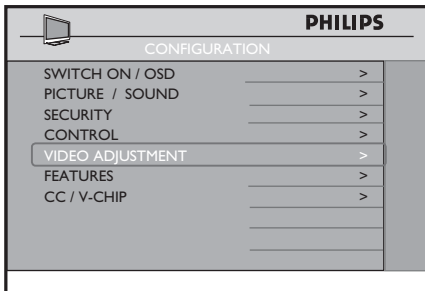 PHILIPS
CONFIGURATION
SWITCH ON / OSD >
PICTURE / SOUND >
SECURITY >
CONTROL >
VIDEO ADJUSTMENT >
FEATURES >
CC / V-CHIP >